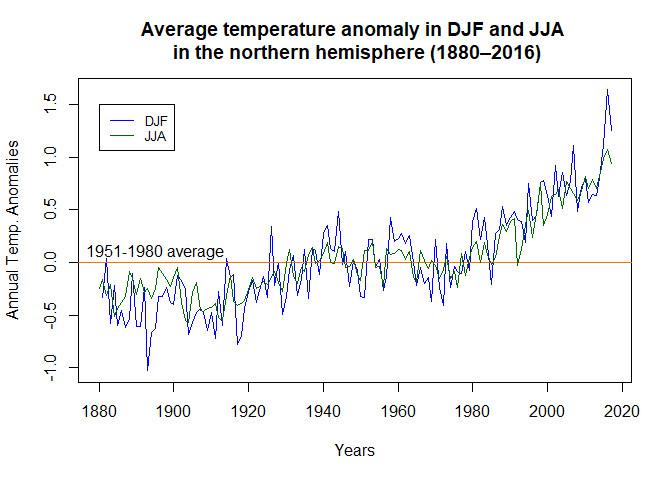 Average temperature anomaly in DJF and JJA
in the northern hemisphere (1880–2016)
Annual Temp. Anomalies
1.5
1.0
0.5
0.0
-0.5
-1.0
DJF
JJA
1951-1980 average
1880 1900 1920 1940 1960 1980 2000 2020
Years